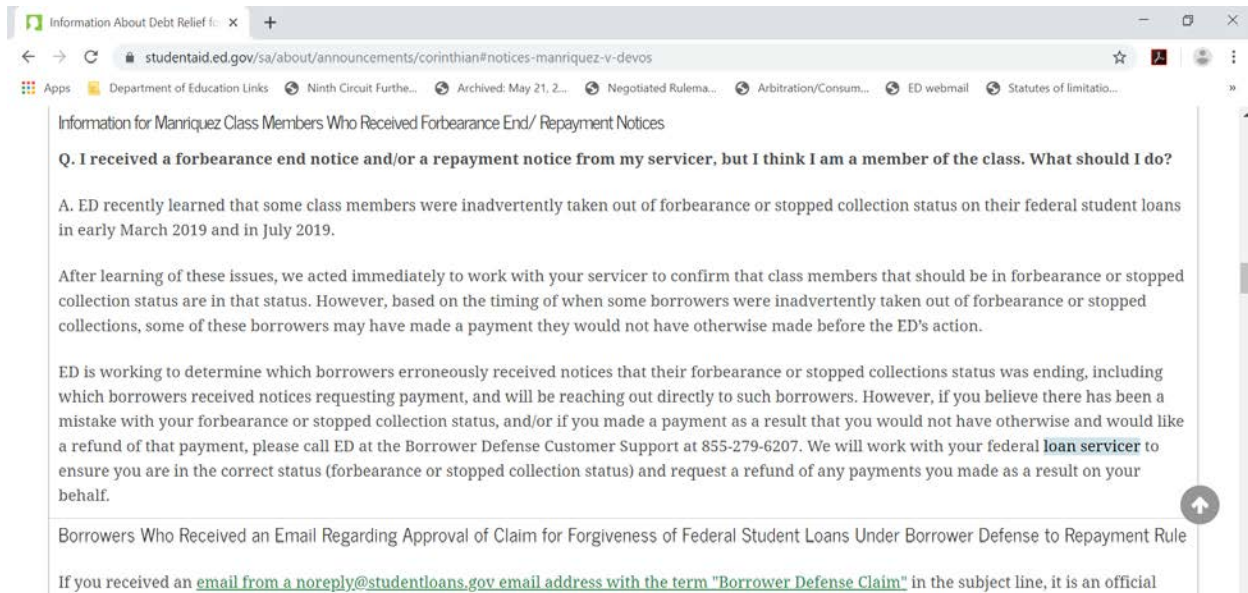 Information About Debt Relief fo
studentaid.ed.gov/sa/about/announcements/corinthian#notices-manriquez-v-devos
Apps Department of Education Links Ninth Circuit Furthe... Archived: May 21, 2... Negotiated Rulema... Arbitration/Consum... ED webmail Statutes of limitatio... »
Information for Manriquez Class Members Who Received Forbearance End/ Repayment Notices
Q. I received a forbearance end notice and/or a repayment notice from my servicer, but I think I am a member of the class. What should I do?
A. ED recently learned that some class members were inadvertently taken out of forbearance or stopped collection status on their federal student loans
in early March 2019 and in July 2019.
After learning of these issues, we acted immediately to work with your servicer to confirm that class members that should be in forbearance or stopped
collection status are in that status. However, based on the timing of when some borrowers were inadvertently taken out of forbearance or stopped
collections, some of these borrowers may have made a payment they would not have otherwise made before the ED's action.
ED is working to determine which borrowers erroneously received notices that their forbearance or stopped collections status was ending, including
which borrowers received notices requesting payment, and will be reaching out directly to such borrowers. However, if you believe there has been a
mistake with your forbearance or stopped collection status, and/or if you made a payment as a result that you would not have otherwise and would like
a refund of that payment, please call ED at the Borrower Defense Customer Support at 855-279-6207. We will work with your federal loan servicer to
ensure you are in the correct status (forbearance or stopped collection status) and request a refund of any payments you made as a result on your
behalf.
Borrowers Who Received an Email Regarding Approval of Claim for Forgiveness of Federal Student Loans Under Borrower Defense to Repayment Rule
If you received an email from a noreply@studentloans.gov email address with the term "Borrower Defense Claim" in the subject line, it is an official